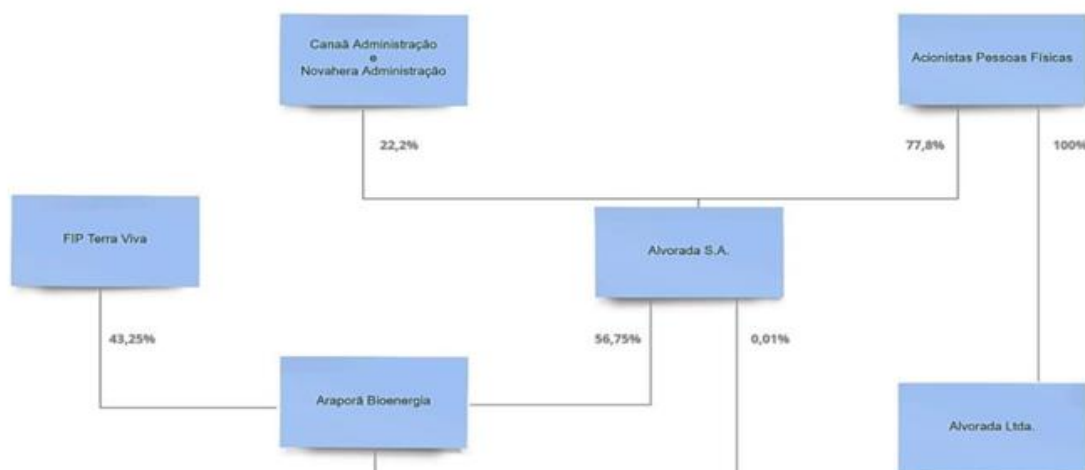 Canaã Administração
e
Novahera Administração
Acionistas Pessoas Físicas
22,2%
77,8%
100%
FIP Terra Viva
Alvorada S.A.
43,25%
56,75%
0,01%
Araporã Bioenergia
Alvorada Ltda.